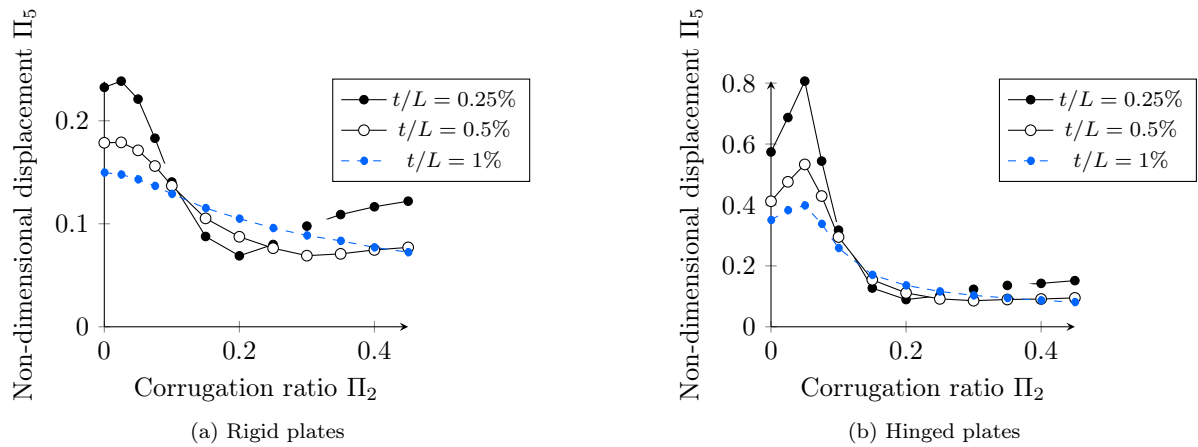 Non-dimensional displacement Π₅
0.2
0.1
0
0 0.2 0.4
Corrugation ratio Π₂
t/L = 0.25%
t/L = 0.5%
t/L = 1%
(a) Rigid plates
Non-dimensional displacement Π₅
0.8
0.6
0.4
0.2
0
0 0.2 0.4
Corrugation ratio Π₂
t/L = 0.25%
t/L = 0.5%
t/L = 1%
(b) Hinged plates